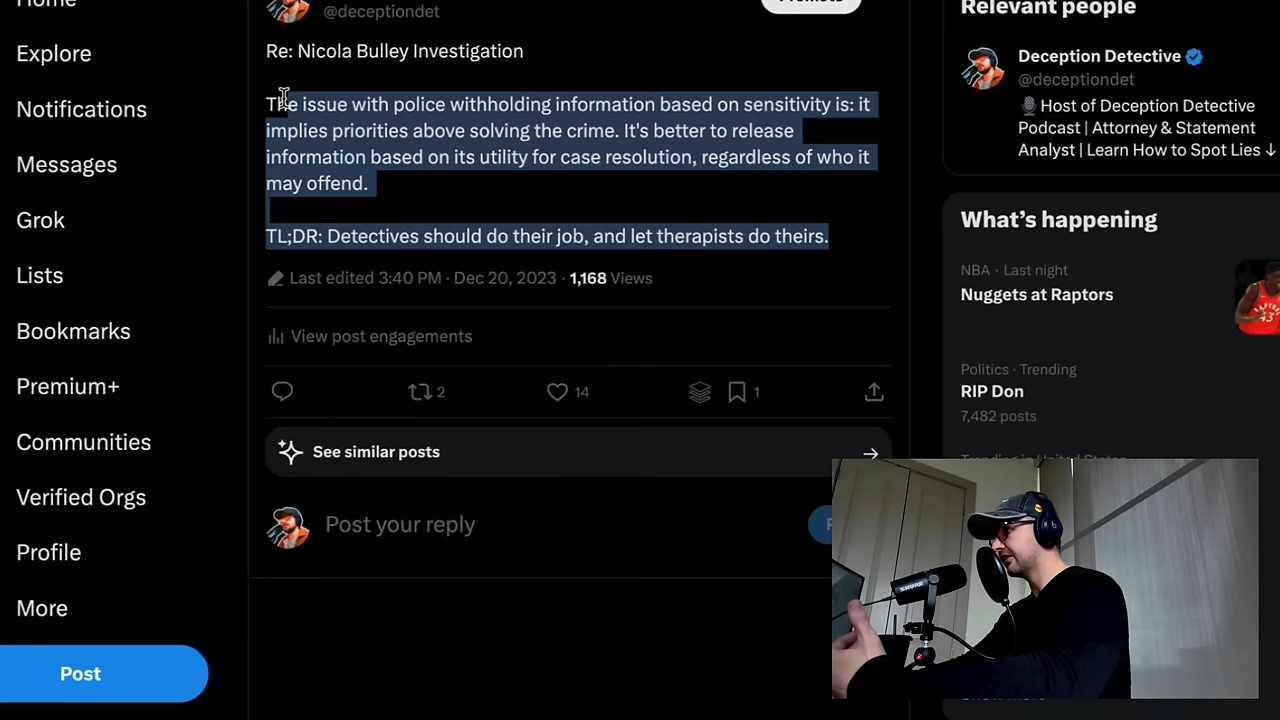 Home
Explore
Notifications
Messages
Grok
Lists
Bookmarks
Premium+
Communities
Verified Orgs
Profile
More
Post
@deceptiondet
Re: Nicola Bulley Investigation
The issue with police withholding information based on sensitivity is: it
implies priorities above solving the crime. It's better to release
information based on its utility for case resolution, regardless of who it
may offend.
TL;DR: Detectives should do their job, and let therapists do theirs.
Last edited 3:40 PM · Dec 20, 2023 · 1,168 Views
View post engagements
2
14
1
See similar posts
Post your reply
Relevant people
Deception Detective
@deceptiondet
Host of Deception Detective
Podcast | Attorney & Statement
Analyst | Learn How to Spot Lies ↓
What's happening
NBA · Last night
Nuggets at Raptors
Politics · Trending
RIP Don
7,482 posts
Trending in United States
SHURE